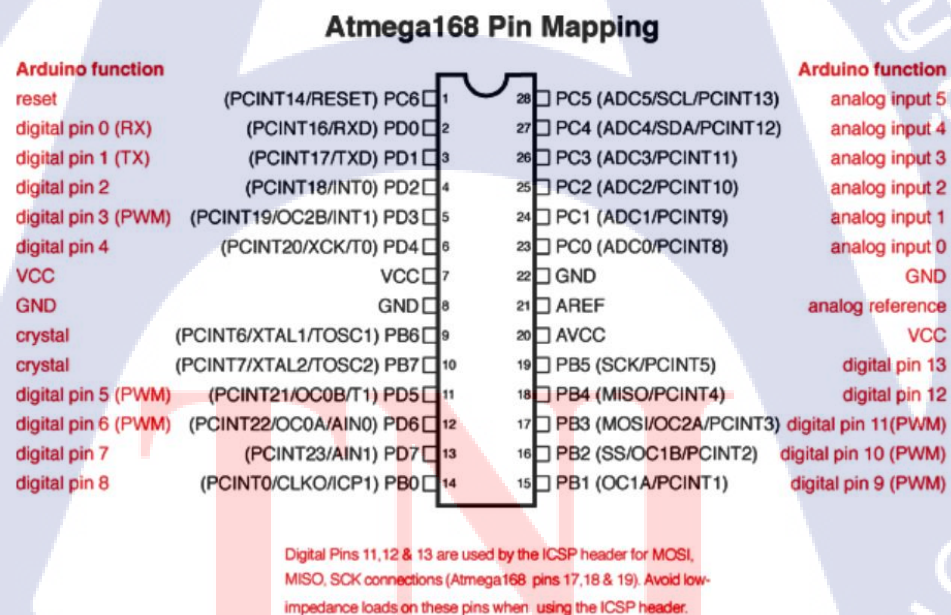 Atmega168 Pin Mapping
Arduino function Arduino function
reset (PCINT14/RESET) PC6 1 28 PC5 (ADC5/SCL/PCINT13) analog input 5
digital pin 0 (RX) (PCINT16/RXD) PD0 2 27 PC4 (ADC4/SDA/PCINT12) analog input 4
digital pin 1 (TX) (PCINT17/TXD) PD1 3 26 PC3 (ADC3/PCINT11) analog input 3
digital pin 2 (PCINT18/INT0) PD2 4 25 PC2 (ADC2/PCINT10) analog input 2
digital pin 3 (PWM) (PCINT19/OC2B/INT1) PD3 5 24 PC1 (ADC1/PCINT9) analog input 1
digital pin 4 (PCINT20/XCK/T0) PD4 6 23 PC0 (ADC0/PCINT8) analog input 0
VCC VCC 7 22 GND GND
GND GND 8 21 AREF analog reference
crystal (PCINT6/XTAL1/TOSC1) PB6 9 20 AVCC VCC
crystal (PCINT7/XTAL2/TOSC2) PB7 10 19 PB5 (SCK/PCINT5) digital pin 13
digital pin 5 (PWM) (PCINT21/OC0B/T1) PD5 11 18 PB4 (MISO/PCINT4) digital pin 12
digital pin 6 (PWM) (PCINT22/OC0A/AIN0) PD6 12 17 PB3 (MOSI/OC2A/PCINT3) digital pin 11(PWM)
digital pin 7 (PCINT23/AIN1) PD7 13 16 PB2 (SS/OC1B/PCINT2) digital pin 10 (PWM)
digital pin 8 (PCINT0/CLKO/ICP1) PB0 14 15 PB1 (OC1A/PCINT1) digital pin 9 (PWM)
TNI
Digital Pins 11,12 & 13 are used by the ICSP header for MOSI,
MISO, SCK connections (Atmega168 pins 17,18 & 19). Avoid low-
impedance loads on these pins when using the ICSP header.